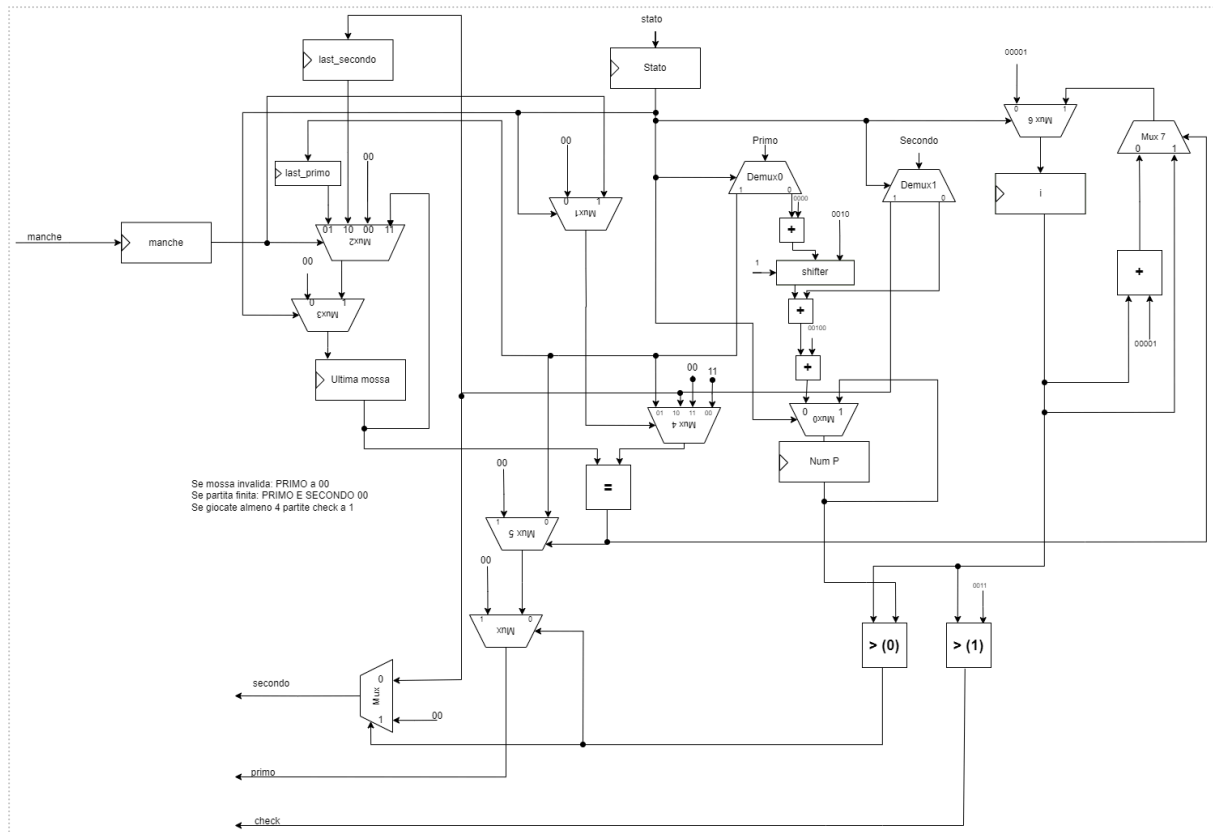 stato
last_secondo
Stato
00001
0 1
Mux 6
Mux 7
0 1
00
Primo
Secondo
last_primo
00
Demux0
1 0
0000
Demux1
1 0
i
0 1
Mux1
+
0010
manche
manche
01 10 00 11
Mux2
1
shifter
+
00
0 1
Mux3
+
00100
00001
Ultima mossa
+
00
11
01 10 11 00
Mux 4
0 1
Mux0
Num P
00
=
Se mossa invalida: PRIMO a 00
Se partita finita: PRIMO E SECONDO 00
Se giocate almeno 4 partite check a 1
1 0
Mux 5
00
0011
1 0
Mux
> (0)
> (1)
secondo
0
Mux
1
00
primo
check